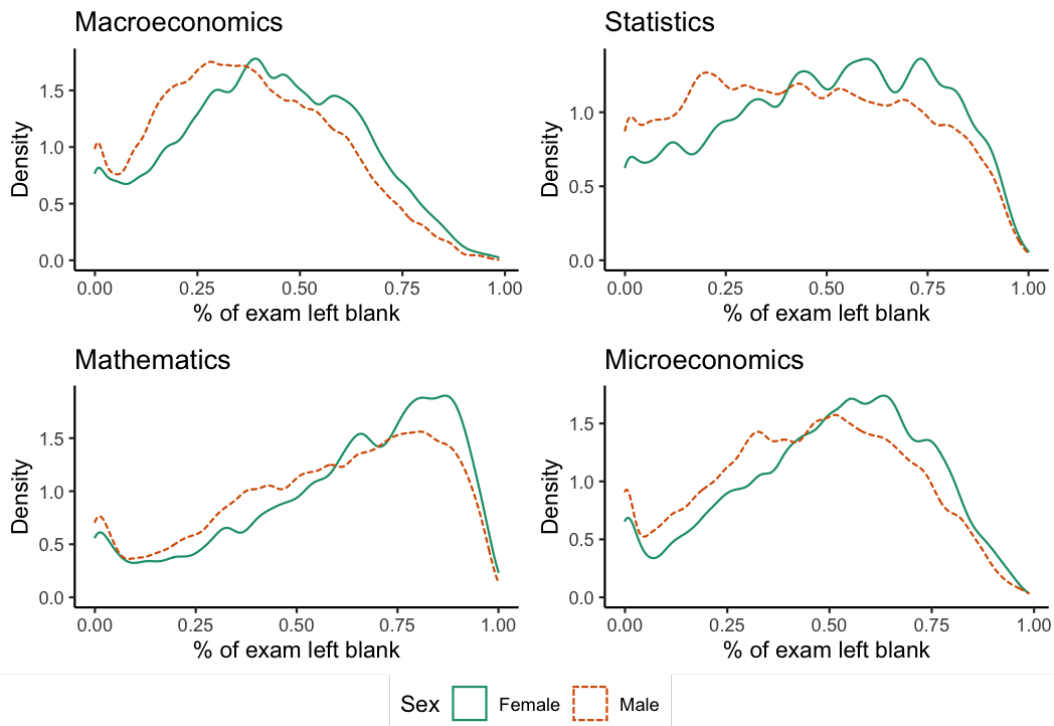 Macroeconomics
Density
1.5
1.0
0.5
0.0
0.00 0.25 0.50 0.75 1.00
% of exam left blank
Statistics
Density
1.0
0.5
0.0
0.00 0.25 0.50 0.75 1.00
% of exam left blank
Mathematics
Density
1.5
1.0
0.5
0.0
0.00 0.25 0.50 0.75 1.00
% of exam left blank
Microeconomics
Density
1.5
1.0
0.5
0.0
0.00 0.25 0.50 0.75 1.00
% of exam left blank
Sex Female Male